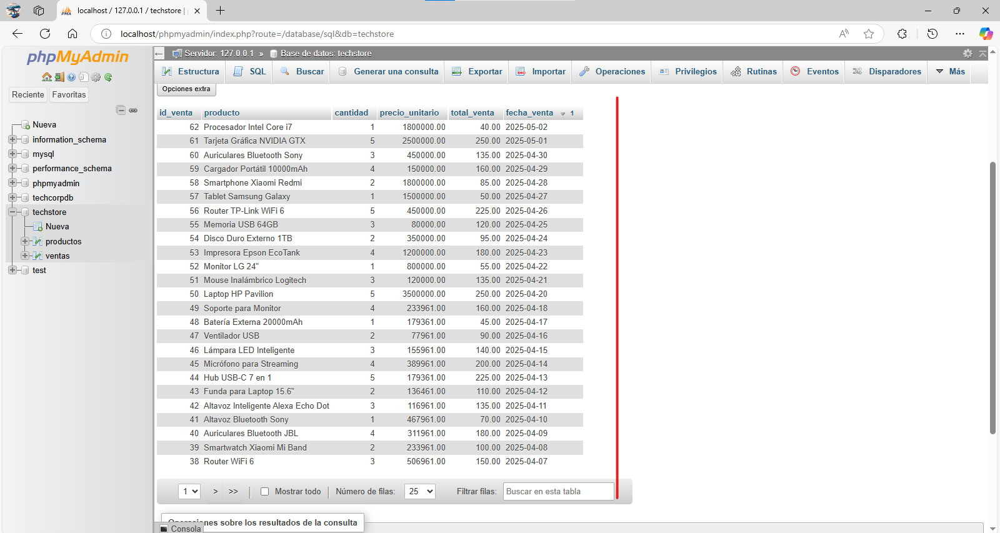 localhost / 127.0.0.1 / techstore |
localhost/phpmyadmin/index.php?route=/database/sql&db=techstore
phpMyAdmin
Reciente Favoritas
Nueva
information_schema
mysql
performance_schema
phpmyadmin
techcorpdb
techstore
Nueva
productos
ventas
test
Servidor: 127.0.0.1 » Base de datos: techstore
Estructura SQL Buscar Generar una consulta Exportar Importar Operaciones Privilegios Rutinas Eventos Disparadores Más
Opciones extra
id_venta producto cantidad precio_unitario total_venta fecha_venta 1
62 Procesador Intel Core i7 1 1800000.00 40.00 2025-05-02
61 Tarjeta Gráfica NVIDIA GTX 5 2500000.00 250.00 2025-05-01
60 Auriculares Bluetooth Sony 3 450000.00 135.00 2025-04-30
59 Cargador Portátil 10000mAh 4 150000.00 160.00 2025-04-29
58 Smartphone Xiaomi Redmi 2 1800000.00 85.00 2025-04-28
57 Tablet Samsung Galaxy 1 1500000.00 50.00 2025-04-27
56 Router TP-Link WiFi 6 5 450000.00 225.00 2025-04-26
55 Memoria USB 64GB 3 80000.00 120.00 2025-04-25
54 Disco Duro Externo 1TB 2 350000.00 95.00 2025-04-24
53 Impresora Epson EcoTank 4 1200000.00 180.00 2025-04-23
52 Monitor LG 24" 1 800000.00 55.00 2025-04-22
51 Mouse Inalámbrico Logitech 3 120000.00 135.00 2025-04-21
50 Laptop HP Pavilion 5 3500000.00 250.00 2025-04-20
49 Soporte para Monitor 4 233961.00 160.00 2025-04-18
48 Batería Externa 20000mAh 1 179361.00 45.00 2025-04-17
47 Ventilador USB 2 77961.00 90.00 2025-04-16
46 Lámpara LED Inteligente 3 155961.00 140.00 2025-04-15
45 Micrófono para Streaming 4 389961.00 200.00 2025-04-14
44 Hub USB-C 7 en 1 5 179361.00 225.00 2025-04-13
43 Funda para Laptop 15.6" 2 136461.00 110.00 2025-04-12
42 Altavoz Inteligente Alexa Echo Dot 3 116961.00 135.00 2025-04-11
41 Altavoz Bluetooth Sony 1 467961.00 70.00 2025-04-10
40 Auriculares Bluetooth JBL 4 311961.00 180.00 2025-04-09
39 Smartwatch Xiaomi Mi Band 2 233961.00 100.00 2025-04-08
38 Router WiFi 6 3 506961.00 150.00 2025-04-07
1 > >> Mostrar todo Número de filas: 25 Filtrar filas: Buscar en esta tabla
Operaciones sobre los resultados de la consulta
Consola